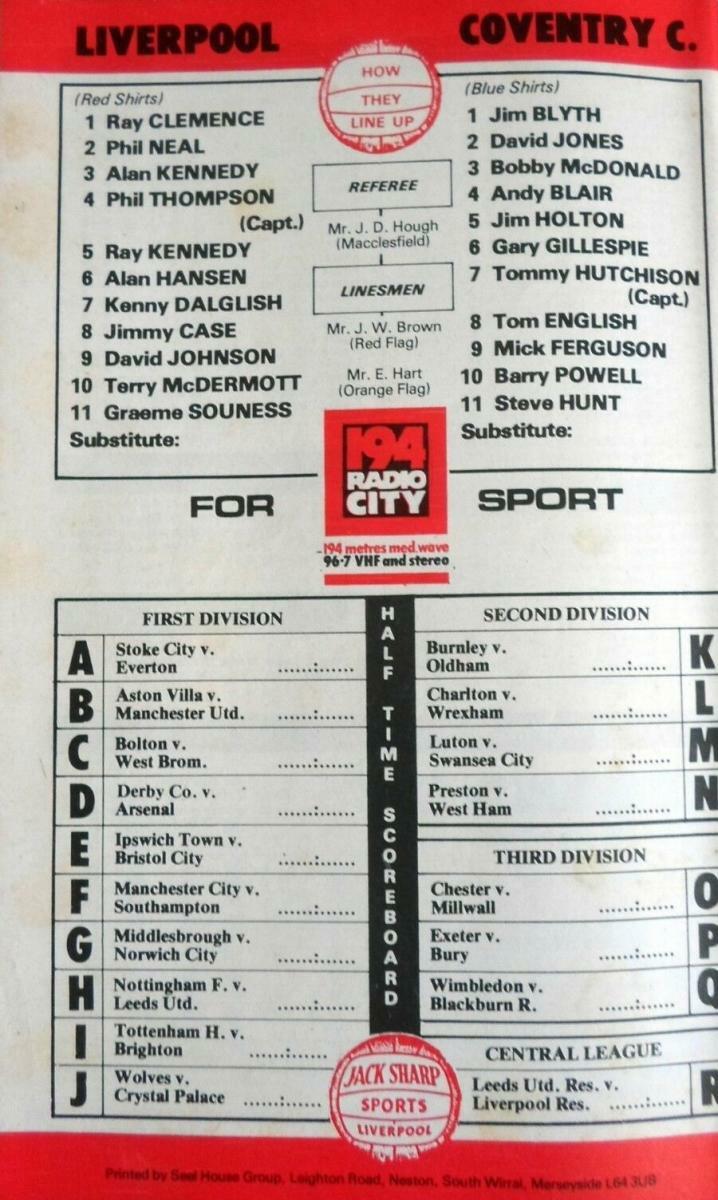 LIVERPOOL
COVENTRY C.
HOW
THEY
LINE UP
(Red Shirts)
1 Ray CLEMENCE
2 Phil NEAL
3 Alan KENNEDY
4 Phil THOMPSON
(Capt.)
5 Ray KENNEDY
6 Alan HANSEN
7 Kenny DALGLISH
8 Jimmy CASE
9 David JOHNSON
10 Terry McDERMOTT
11 Graeme SOUNESS
Substitute:
REFEREE
Mr. J. D. Hough
(Macclesfield)
LINESMEN
Mr. J. W. Brown
(Red Flag)
Mr. E. Hart
(Orange Flag)
(Blue Shirts)
1 Jim BLYTH
2 David JONES
3 Bobby McDONALD
4 Andy BLAIR
5 Jim HOLTON
6 Gary GILLESPIE
7 Tommy HUTCHISON
(Capt.)
8 Tom ENGLISH
9 Mick FERGUSON
10 Barry POWELL
11 Steve HUNT
Substitute:
FOR
194
RADIO
CITY
SPORT
194 metres med.wave
96·7 VHF and stereo
FIRST DIVISION
A Stoke City v.
Everton ......:......
B Aston Villa v.
Manchester Utd. ......:......
C Bolton v.
West Brom. ......:......
D Derby Co. v.
Arsenal ......:......
E Ipswich Town v.
Bristol City ......:......
F Manchester City v.
Southampton ......:......
G Middlesbrough v.
Norwich City ......:......
H Nottingham F. v.
Leeds Utd. ......:......
I Tottenham H. v.
Brighton ......:......
J Wolves v.
Crystal Palace ......:......
HALF TIME SCOREBOARD
SECOND DIVISION
Burnley v. K
Oldham ......:......
Charlton v. L
Wrexham ......:......
Luton v. M
Swansea City ......:......
Preston v. N
West Ham ......:......
THIRD DIVISION
Chester v. O
Millwall ......:......
Exeter v. P
Bury ......:......
Wimbledon v. Q
Blackburn R. ......:......
CENTRAL LEAGUE
Leeds Utd. Res. v. R
Liverpool Res. ......:......
JACK SHARP
SPORTS
LIVERPOOL
Printed by Seel House Group, Leighton Road, Neston, South Wirral, Merseyside L64 3UB